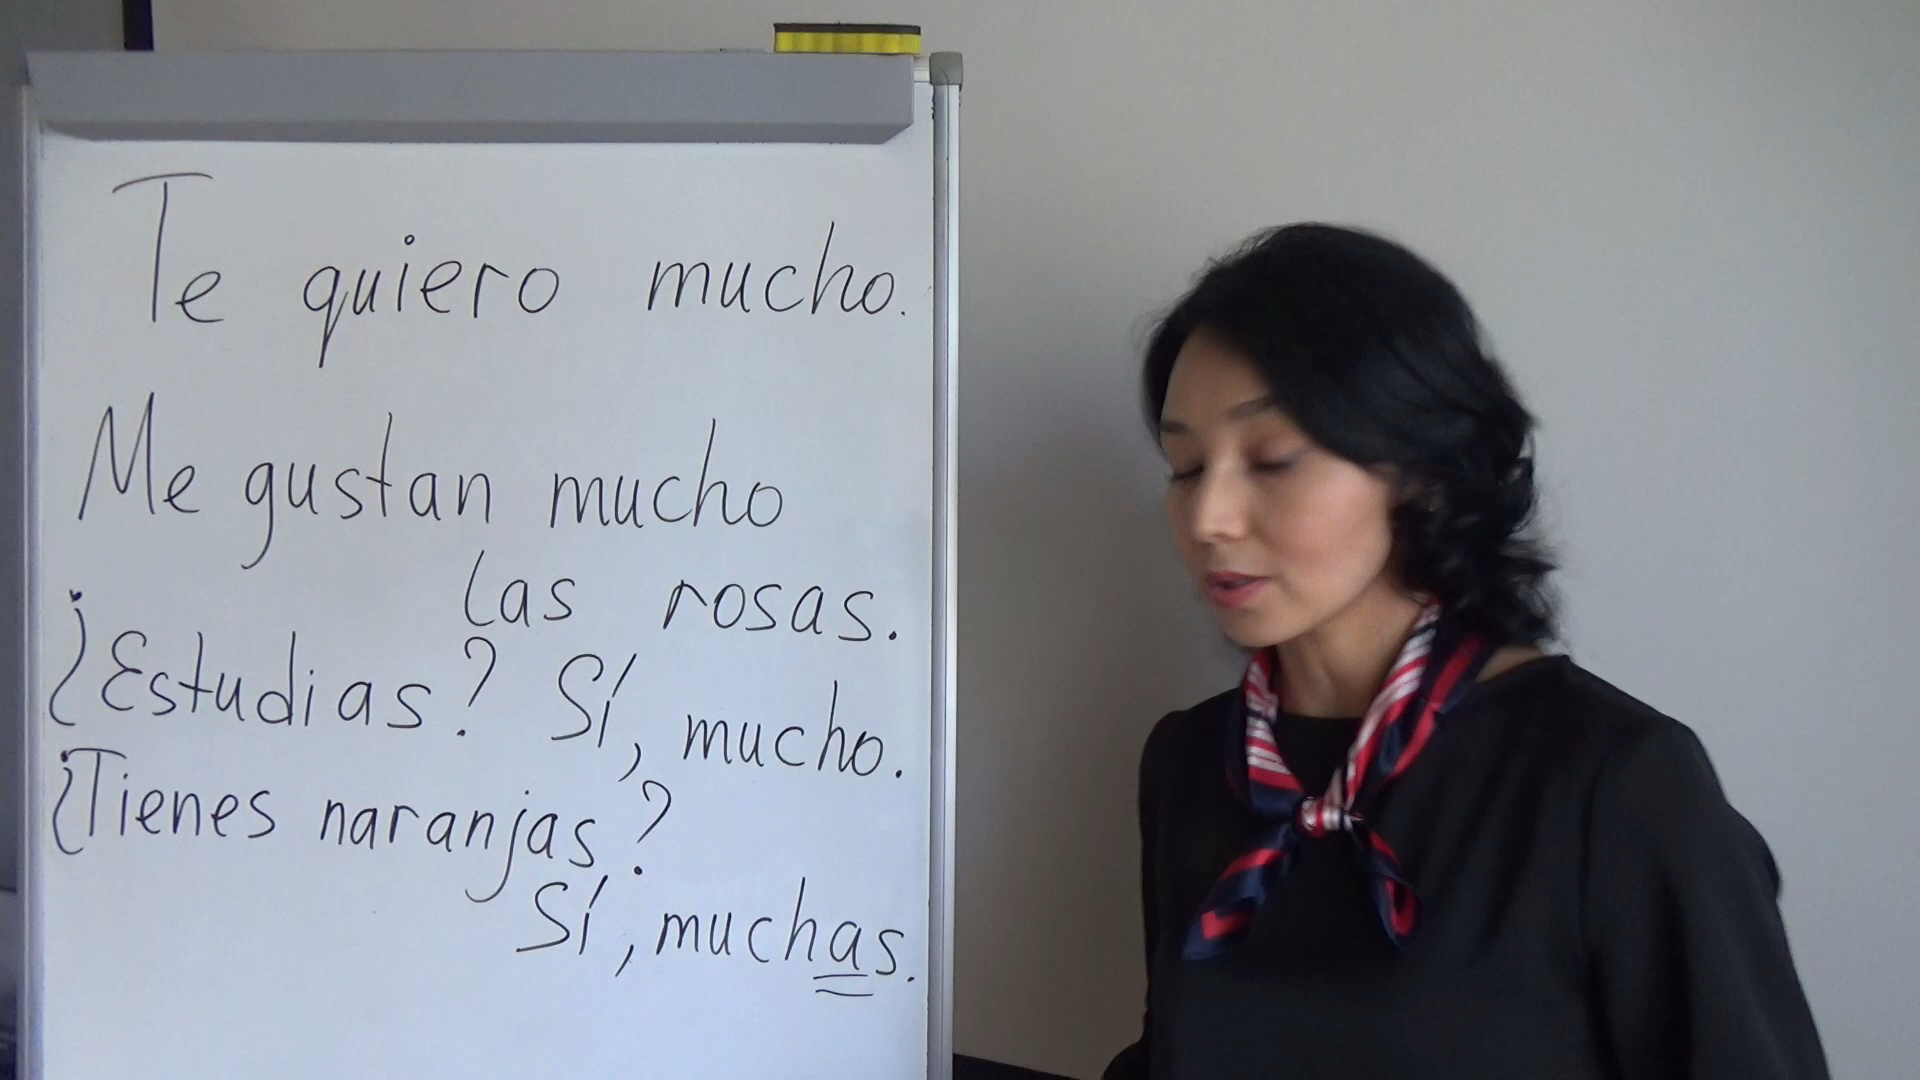 Te quiero mucho.
Me gustan mucho
las rosas.
¿Estudias? Sí, mucho.
¿Tienes naranjas?
Sí, muchas.